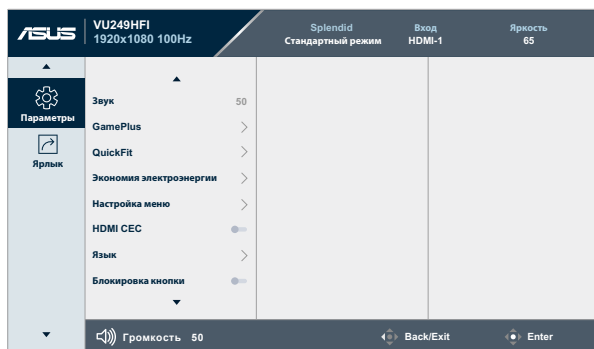 ASUS
VU249HFI
1920x1080 100Hz
Splendid
Стандартный режим
Вход
HDMI-1
Яркость
65
Параметры
Ярлык
Звук 50
GamePlus
QuickFit
Экономия электроэнергии
Настройка меню
HDMI CEC
Язык
Блокировка кнопки
Громкость 50
Back/Exit
Enter